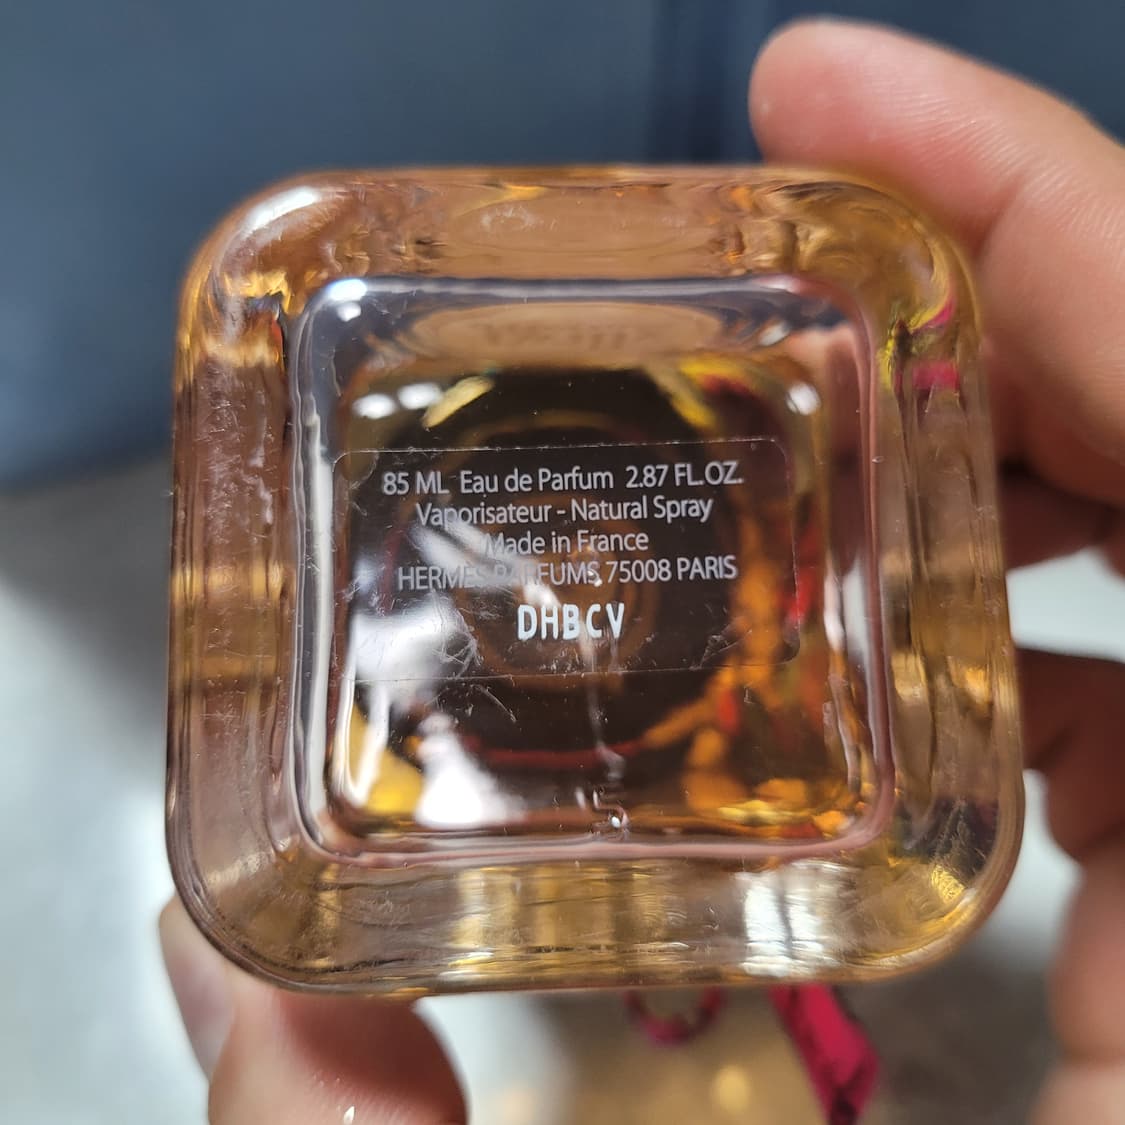 85 ML Eau de Parfum 2.87 FL.OZ.
Vaporisateur - Natural Spray
Made in France
HERMES PARFUMS 75008 PARIS
DHBCV